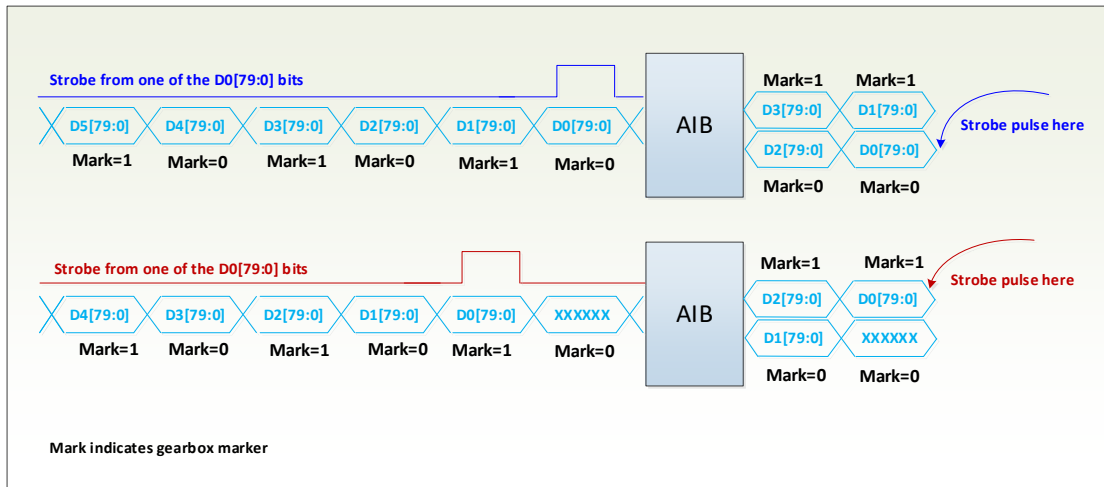 Strobe from one of the D0[79:0] bits
D5[79:0] D4[79:0] D3[79:0] D2[79:0] D1[79:0] D0[79:0]
Mark=1 Mark=0 Mark=1 Mark=0 Mark=1 Mark=0
AIB
Mark=1 Mark=1
D3[79:0] D1[79:0]
D2[79:0] D0[79:0]
Mark=0 Mark=0
Strobe pulse here
Strobe from one of the D0[79:0] bits
D4[79:0] D3[79:0] D2[79:0] D1[79:0] D0[79:0] XXXXXX
Mark=1 Mark=0 Mark=1 Mark=0 Mark=1 Mark=0
AIB
Mark=1 Mark=1
D2[79:0] D0[79:0]
D1[79:0] XXXXXX
Mark=0 Mark=0
Strobe pulse here
Mark indicates gearbox marker